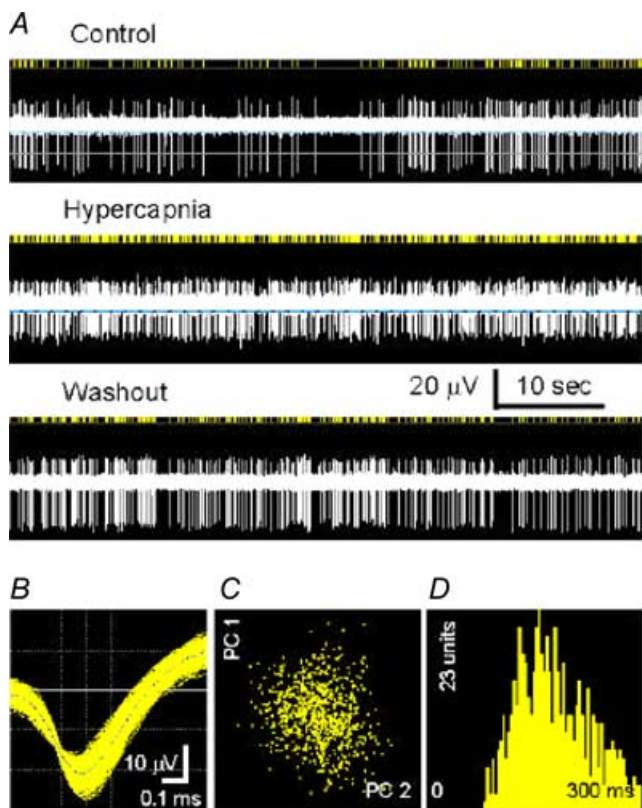 A
Control
Hypercapnia
20 μV
10 sec
Washout
B
C
D
10 μV
0.1 ms
PC 1
PC 2
23 units
0
300 ms